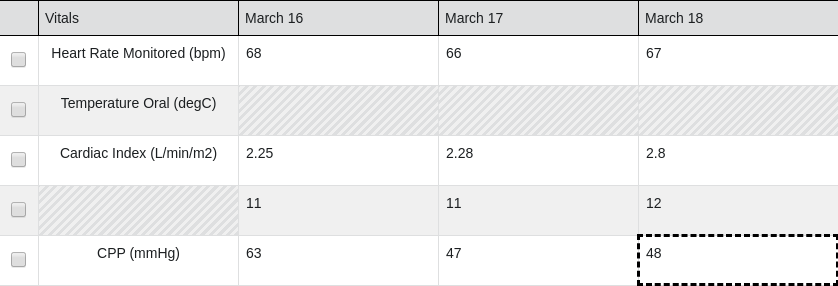 Vitals March 16 March 17 March 18
Heart Rate Monitored (bpm) 68 66 67
Temperature Oral (degC)
Cardiac Index (L/min/m2) 2.25 2.28 2.8
11 11 12
CPP (mmHg) 63 47 48